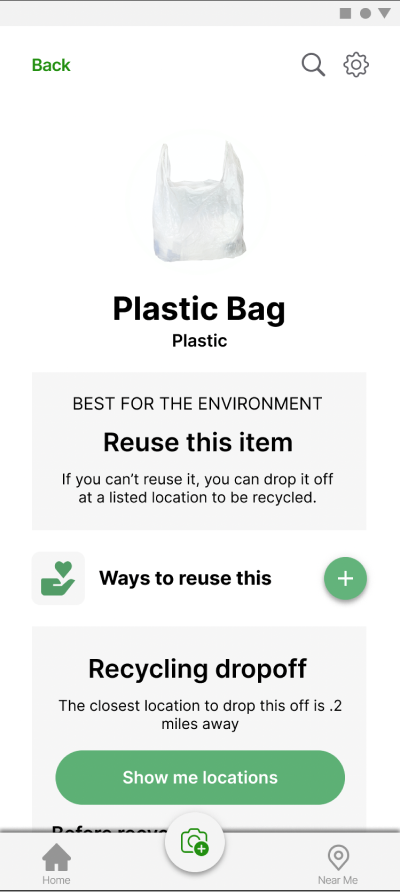 Back
Plastic Bag
Plastic
BEST FOR THE ENVIRONMENT
Reuse this item
If you can’t reuse it, you can drop it off
at a listed location to be recycled.
Ways to reuse this
Recycling dropoff
The closest location to drop this off is .2
miles away
Show me locations
Before
Home
Near Me